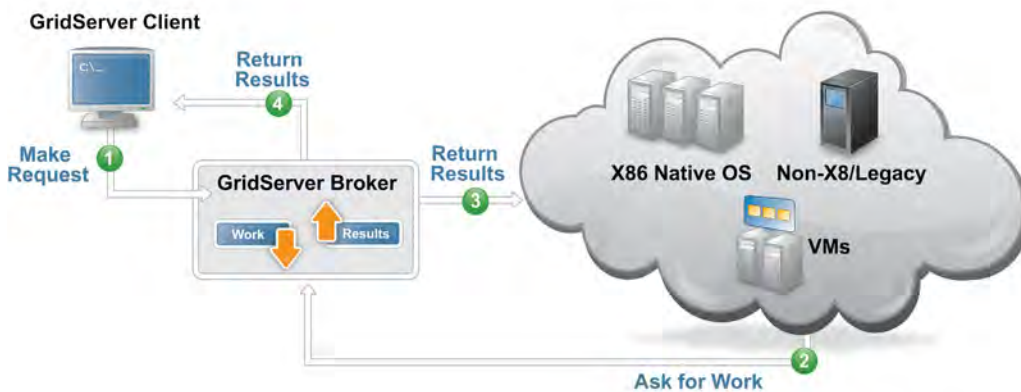 GridServer Client
C:\...
Return
Results
4
Make
Request
1
GridServer Broker
Work
Results
Return
Results
3
X86 Native OS
Non-X8/Legacy
VMs
2
Ask for Work